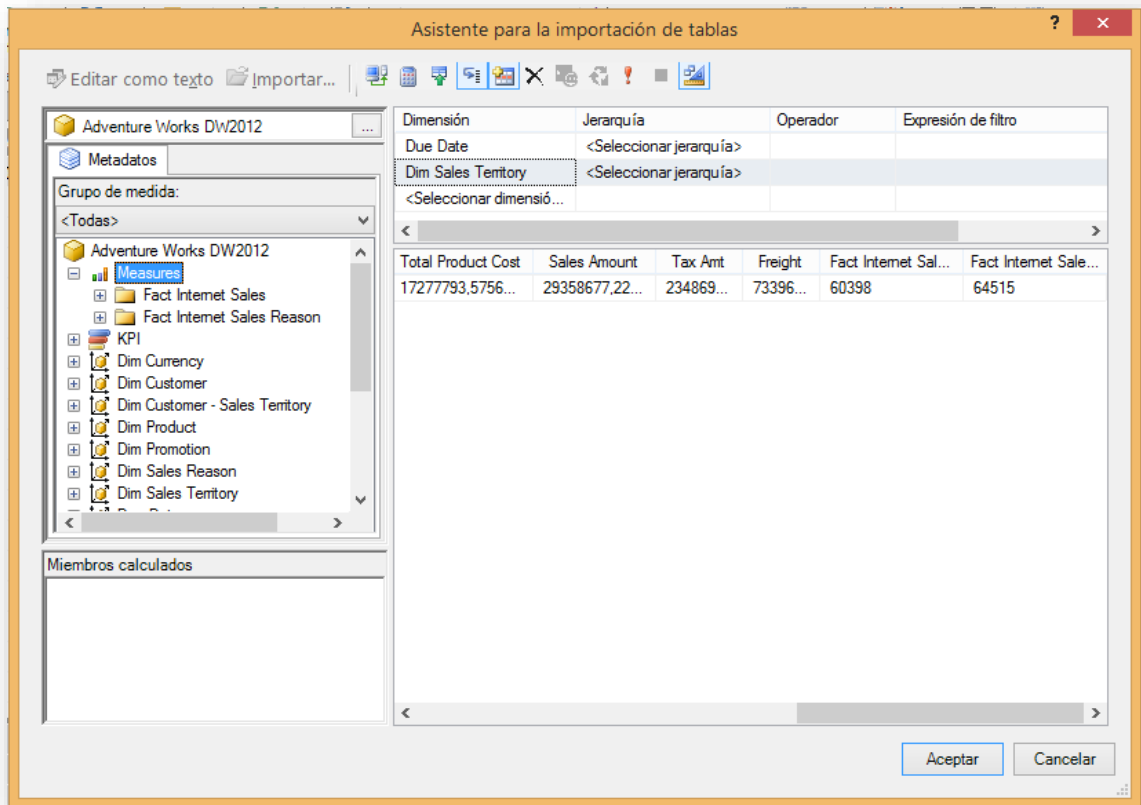 Asistente para la importación de tablas
? ×
Editar como texto Importar...
Adventure Works DW2012 ...
Metadatos
Grupo de medida:
<Todas>
Adventure Works DW2012
Measures
Fact Internet Sales
Fact Internet Sales Reason
KPI
Dim Currency
Dim Customer
Dim Customer - Sales Territory
Dim Product
Dim Promotion
Dim Sales Reason
Dim Sales Territory
Miembros calculados
Dimensión Jerarquía Operador Expresión de filtro
Due Date <Seleccionar jerarquía>
Dim Sales Territory <Seleccionar jerarquía>
<Seleccionar dimensió...
Total Product Cost Sales Amount Tax Amt Freight Fact Internet Sal... Fact Internet Sale...
17277793,5756... 29358677,22... 234869... 73396... 60398 64515
Aceptar Cancelar